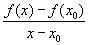 f(x) − f(x₀)
x − x₀